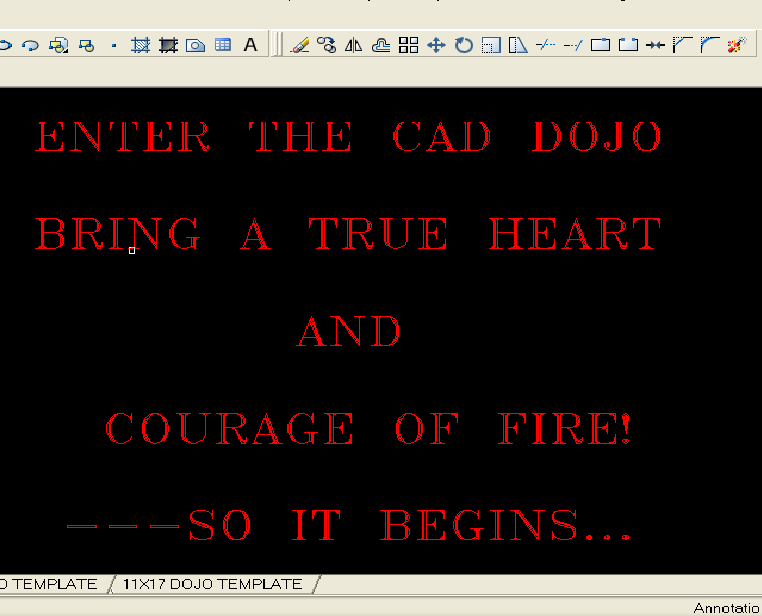 A
ENTER THE CAD DOJO
BRING A TRUE HEART
AND
COURAGE OF FIRE!
---SO IT BEGINS...
O TEMPLATE / 11X17 DOJO TEMPLATE /
Annotatio